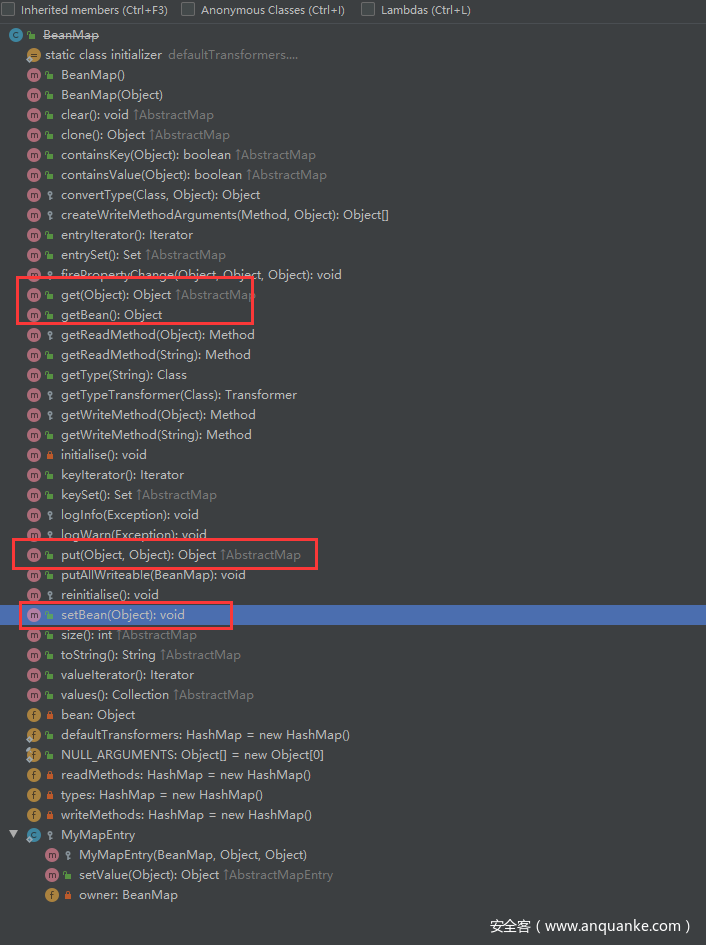 Inherited members (Ctrl+F3) Anonymous Classes (Ctrl+I) Lambdas (Ctrl+L)
BeanMap
static class initializer defaultTransformers....
BeanMap()
BeanMap(Object)
clear(): void ↑AbstractMap
clone(): Object ↑AbstractMap
containsKey(Object): boolean ↑AbstractMap
containsValue(Object): boolean ↑AbstractMap
convertType(Class, Object): Object
createWriteMethodArguments(Method, Object): Object[]
entryIterator(): Iterator
entrySet(): Set ↑AbstractMap
firePropertyChange(Object, Object, Object): void
get(Object): Object ↑AbstractMap
getBean(): Object
getReadMethod(Object): Method
getReadMethod(String): Method
getType(String): Class
getTypeTransformer(Class): Transformer
getWriteMethod(Object): Method
getWriteMethod(String): Method
initialise(): void
keyIterator(): Iterator
keySet(): Set ↑AbstractMap
logInfo(Exception): void
logWarn(Exception): void
put(Object, Object): Object ↑AbstractMap
putAllWriteable(BeanMap): void
reinitialise(): void
setBean(Object): void
size(): int ↑AbstractMap
toString(): String ↑AbstractMap
valueIterator(): Iterator
values(): Collection ↑AbstractMap
bean: Object
defaultTransformers: HashMap = new HashMap()
NULL_ARGUMENTS: Object[] = new Object[0]
readMethods: HashMap = new HashMap()
types: HashMap = new HashMap()
writeMethods: HashMap = new HashMap()
MyMapEntry
MyMapEntry(BeanMap, Object, Object)
setValue(Object): Object ↑AbstractMapEntry
owner: BeanMap
安全客（www.anquanke.com）